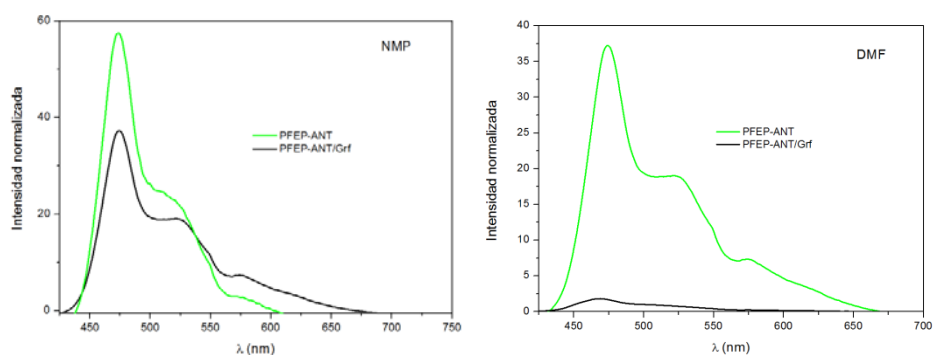 60
40
20
0
450
500
550
600
650
700
750
Intensidad normalizada
λ (nm)
NMP
PFEP-ANT
PFEP-ANT/Grf
40
35
30
25
20
15
10
5
0
450
500
550
600
650
700
Intensidad normalizada
λ (nm)
DMF
PFEP-ANT
PFEP-ANT/Grf